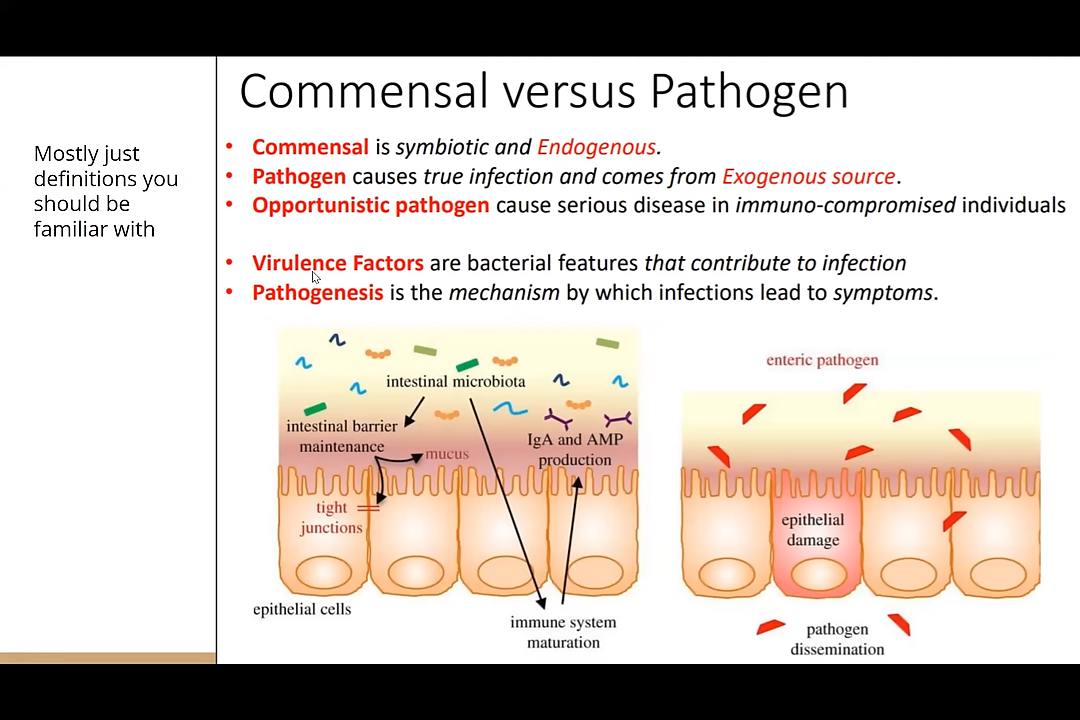 Commensal versus Pathogen
Mostly just
definitions you
should be
familiar with
• Commensal is symbiotic and Endogenous.
• Pathogen causes true infection and comes from Exogenous source.
• Opportunistic pathogen cause serious disease in immuno-compromised individuals
• Virulence Factors are bacterial features that contribute to infection
• Pathogenesis is the mechanism by which infections lead to symptoms.
intestinal microbiota
intestinal barrier
maintenance
mucus
IgA and AMP
production
tight
junctions
epithelial cells
immune system
maturation
enteric pathogen
epithelial
damage
pathogen
dissemination